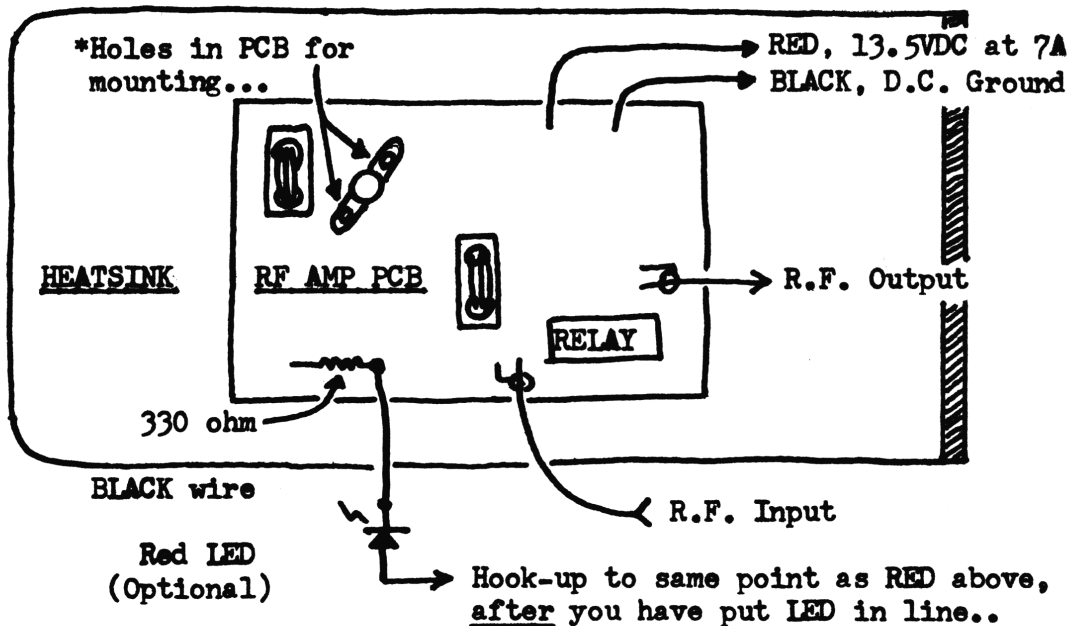 *Holes in PCB for
mounting...
RED, 13.5VDC at 7A
BLACK, D.C. Ground
HEATSINK
RF AMP PCB
R.F. Output
RELAY
330 ohm
BLACK wire
R.F. Input
Red LED
(Optional)
Hook-up to same point as RED above,
after you have put LED in line..